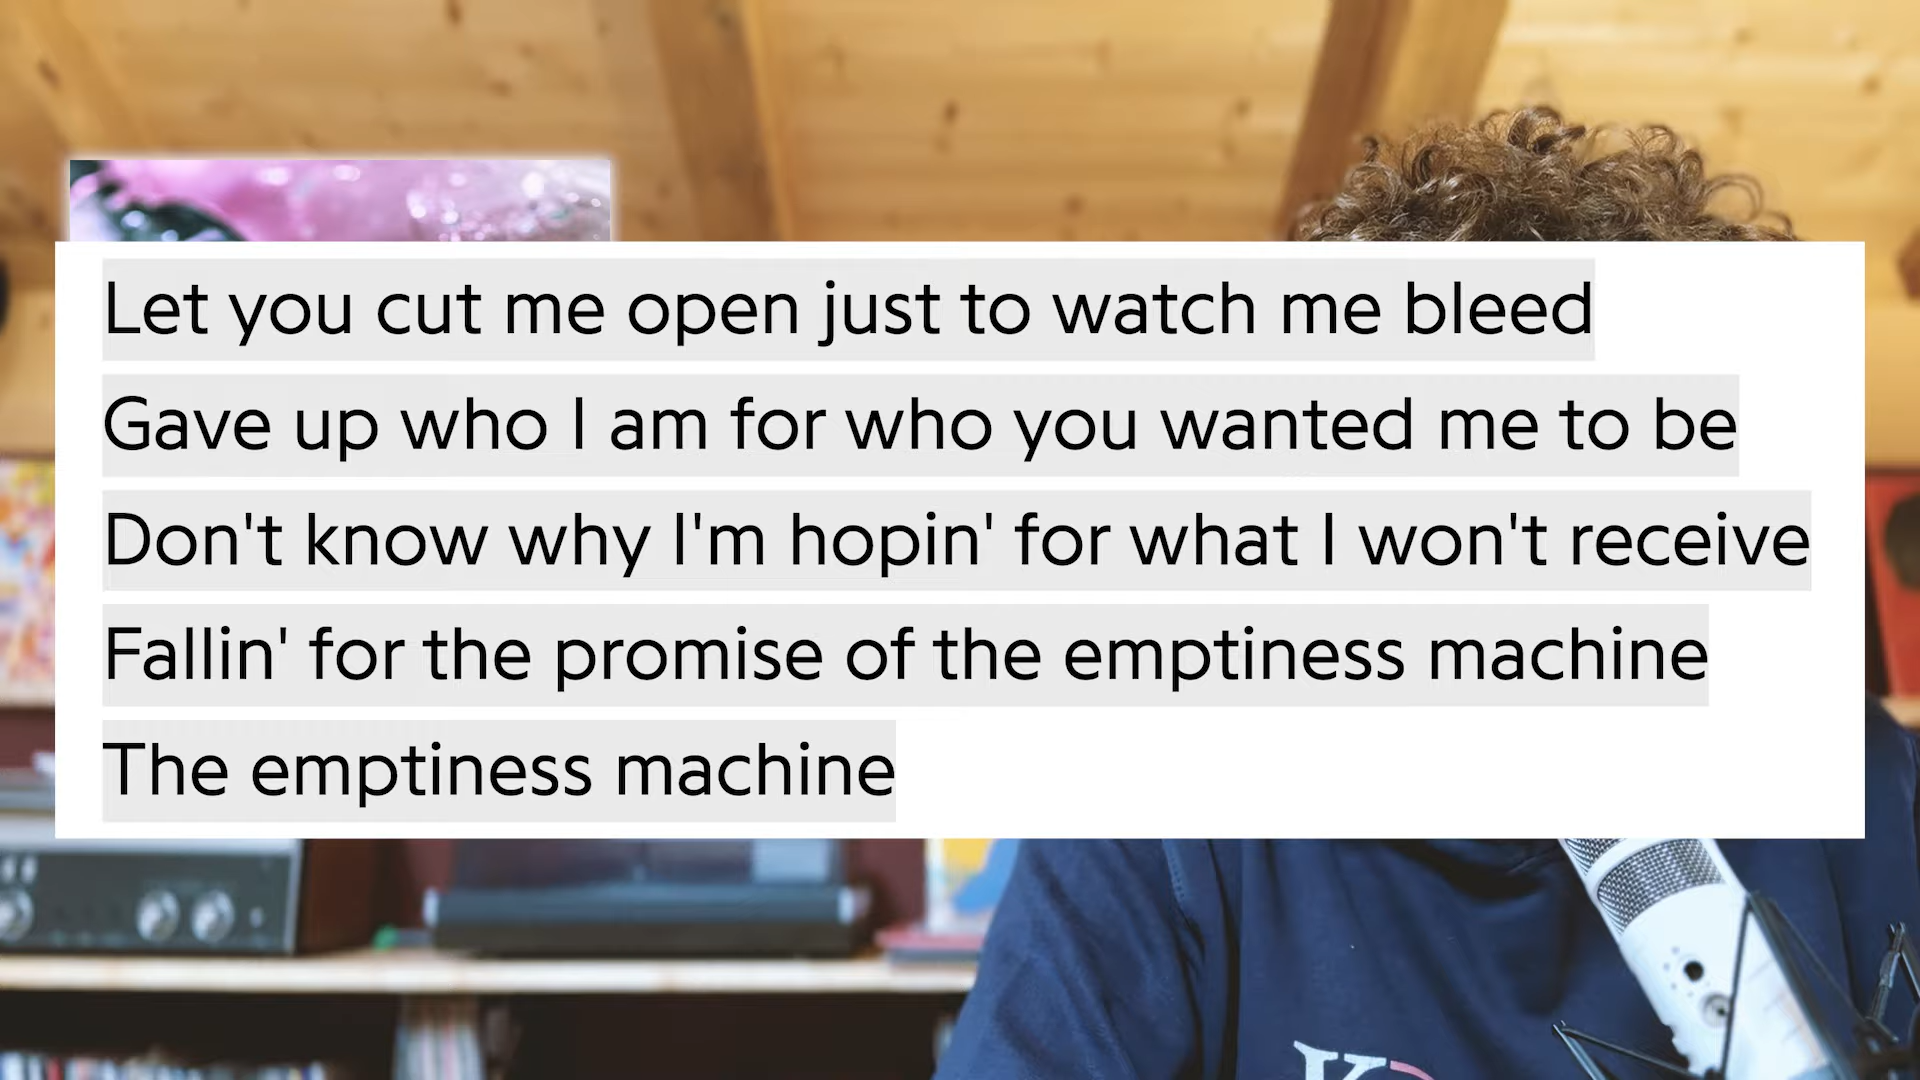 Let you cut me open just to watch me bleed
Gave up who I am for who you wanted me to be
Don't know why I'm hopin' for what I won't receive
Fallin' for the promise of the emptiness machine
The emptiness machine